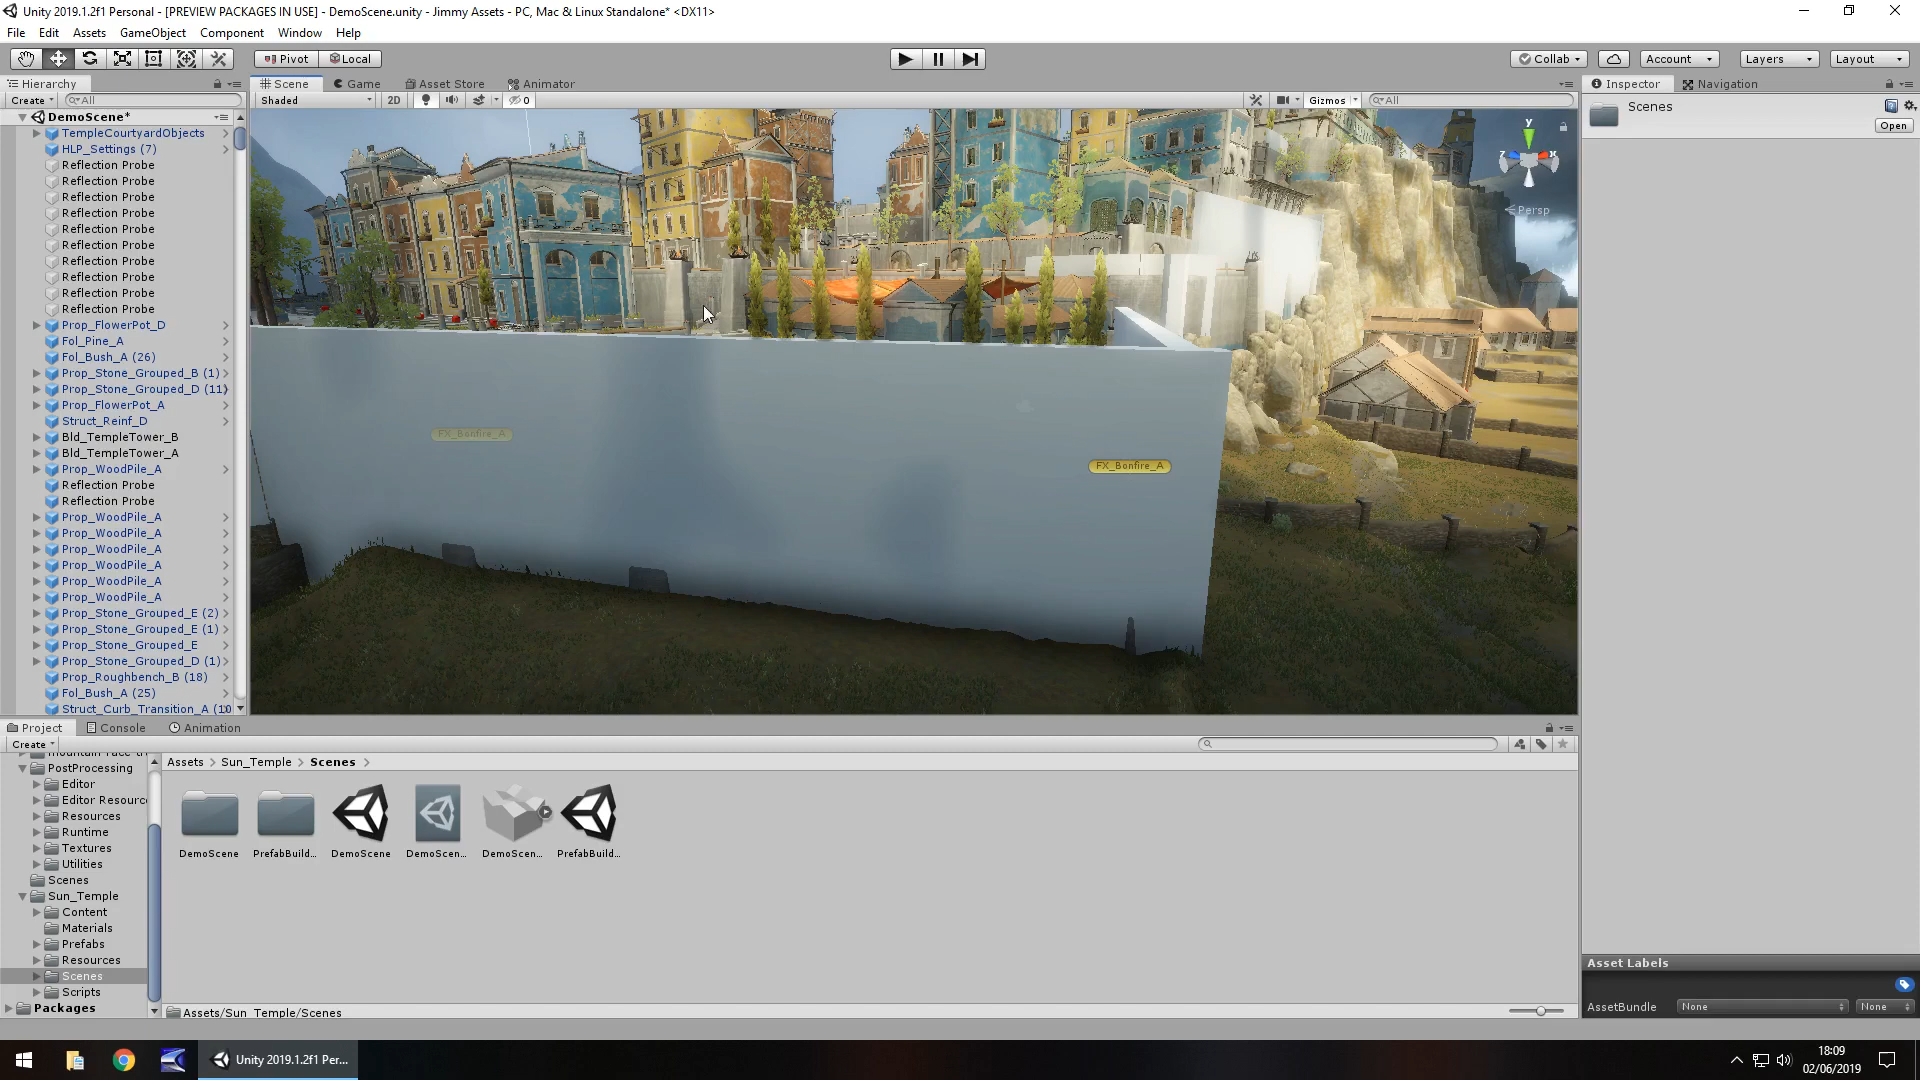 Unity 2019.1.2f1 Personal - [PREVIEW PACKAGES IN USE] - DemoScene.unity - Jimmy Assets - PC, Mac & Linux Standalone* <DX11>
File Edit Assets GameObject Component Window Help
Pivot Local Collab Account Layers Layout
Hierarchy
Create All
DemoScene*
TempleCourtyardObjects
HLP_Settings (7)
Reflection Probe
Reflection Probe
Reflection Probe
Reflection Probe
Reflection Probe
Reflection Probe
Reflection Probe
Reflection Probe
Reflection Probe
Reflection Probe
Prop_FlowerPot_D
Fol_Pine_A
Fol_Bush_A (26)
Prop_Stone_Grouped_B (1)
Prop_Stone_Grouped_D (11)
Prop_FlowerPot_A
Struct_Reinf_D
Bld_TempleTower_B
Bld_TempleTower_A
Prop_WoodPile_A
Reflection Probe
Reflection Probe
Prop_WoodPile_A
Prop_WoodPile_A
Prop_WoodPile_A
Prop_WoodPile_A
Prop_WoodPile_A
Prop_WoodPile_A
Prop_Stone_Grouped_E (2)
Prop_Stone_Grouped_E (1)
Prop_Stone_Grouped_E
Prop_Stone_Grouped_D (1)
Prop_Roughbench_B (18)
Fol_Bush_A (25)
Struct_Curb_Transition_A (10
Scene Game Asset Store Animator
Shaded 2D 0 Gizmos All
y
z x
Persp
FX_Bonfire_A
FX_Bonfire_A
Inspector Navigation
Scenes
Open
Project Console Animation
Create
PostProcessing
Editor
Editor Resourc
Resources
Runtime
Textures
Utilities
Scenes
Sun_Temple
Content
Materials
Prefabs
Resources
Scenes
Scripts
Packages
Assets > Sun_Temple > Scenes >
DemoScene PrefabBuild... DemoScene DemoScen... DemoScen... PrefabBuild...
Assets/Sun_Temple/Scenes
Asset Labels
AssetBundle None None
Unity 2019.1.2f1 Per...
18:09
02/06/2019